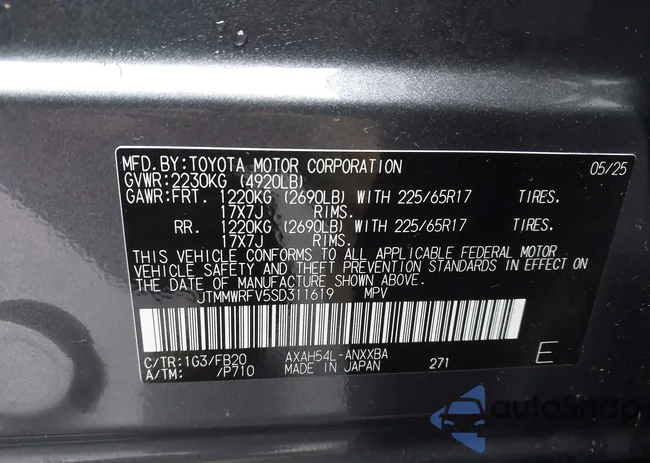 MFD.BY:TOYOTA MOTOR CORPORATION 05/25
GVWR:2230KG (4920LB)
GAWR:FRT. 1220KG (2690LB) WITH 225/65R17 TIRES.
17X7J RIMS.
RR. 1220KG (2690LB) WITH 225/65R17 TIRES.
17X7J RIMS.
THIS VEHICLE CONFORMS TO ALL APPLICABLE FEDERAL MOTOR
VEHICLE SAFETY AND THEFT PREVENTION STANDARDS IN EFFECT ON
THE DATE OF MANUFACTURE SHOWN ABOVE.
JTMMWRFV5SD311619 MPV
C/TR:1G3/FB20 AXAH54L-ANXXBA
A/TM: /P710 MADE IN JAPAN 271 E
autoSnap